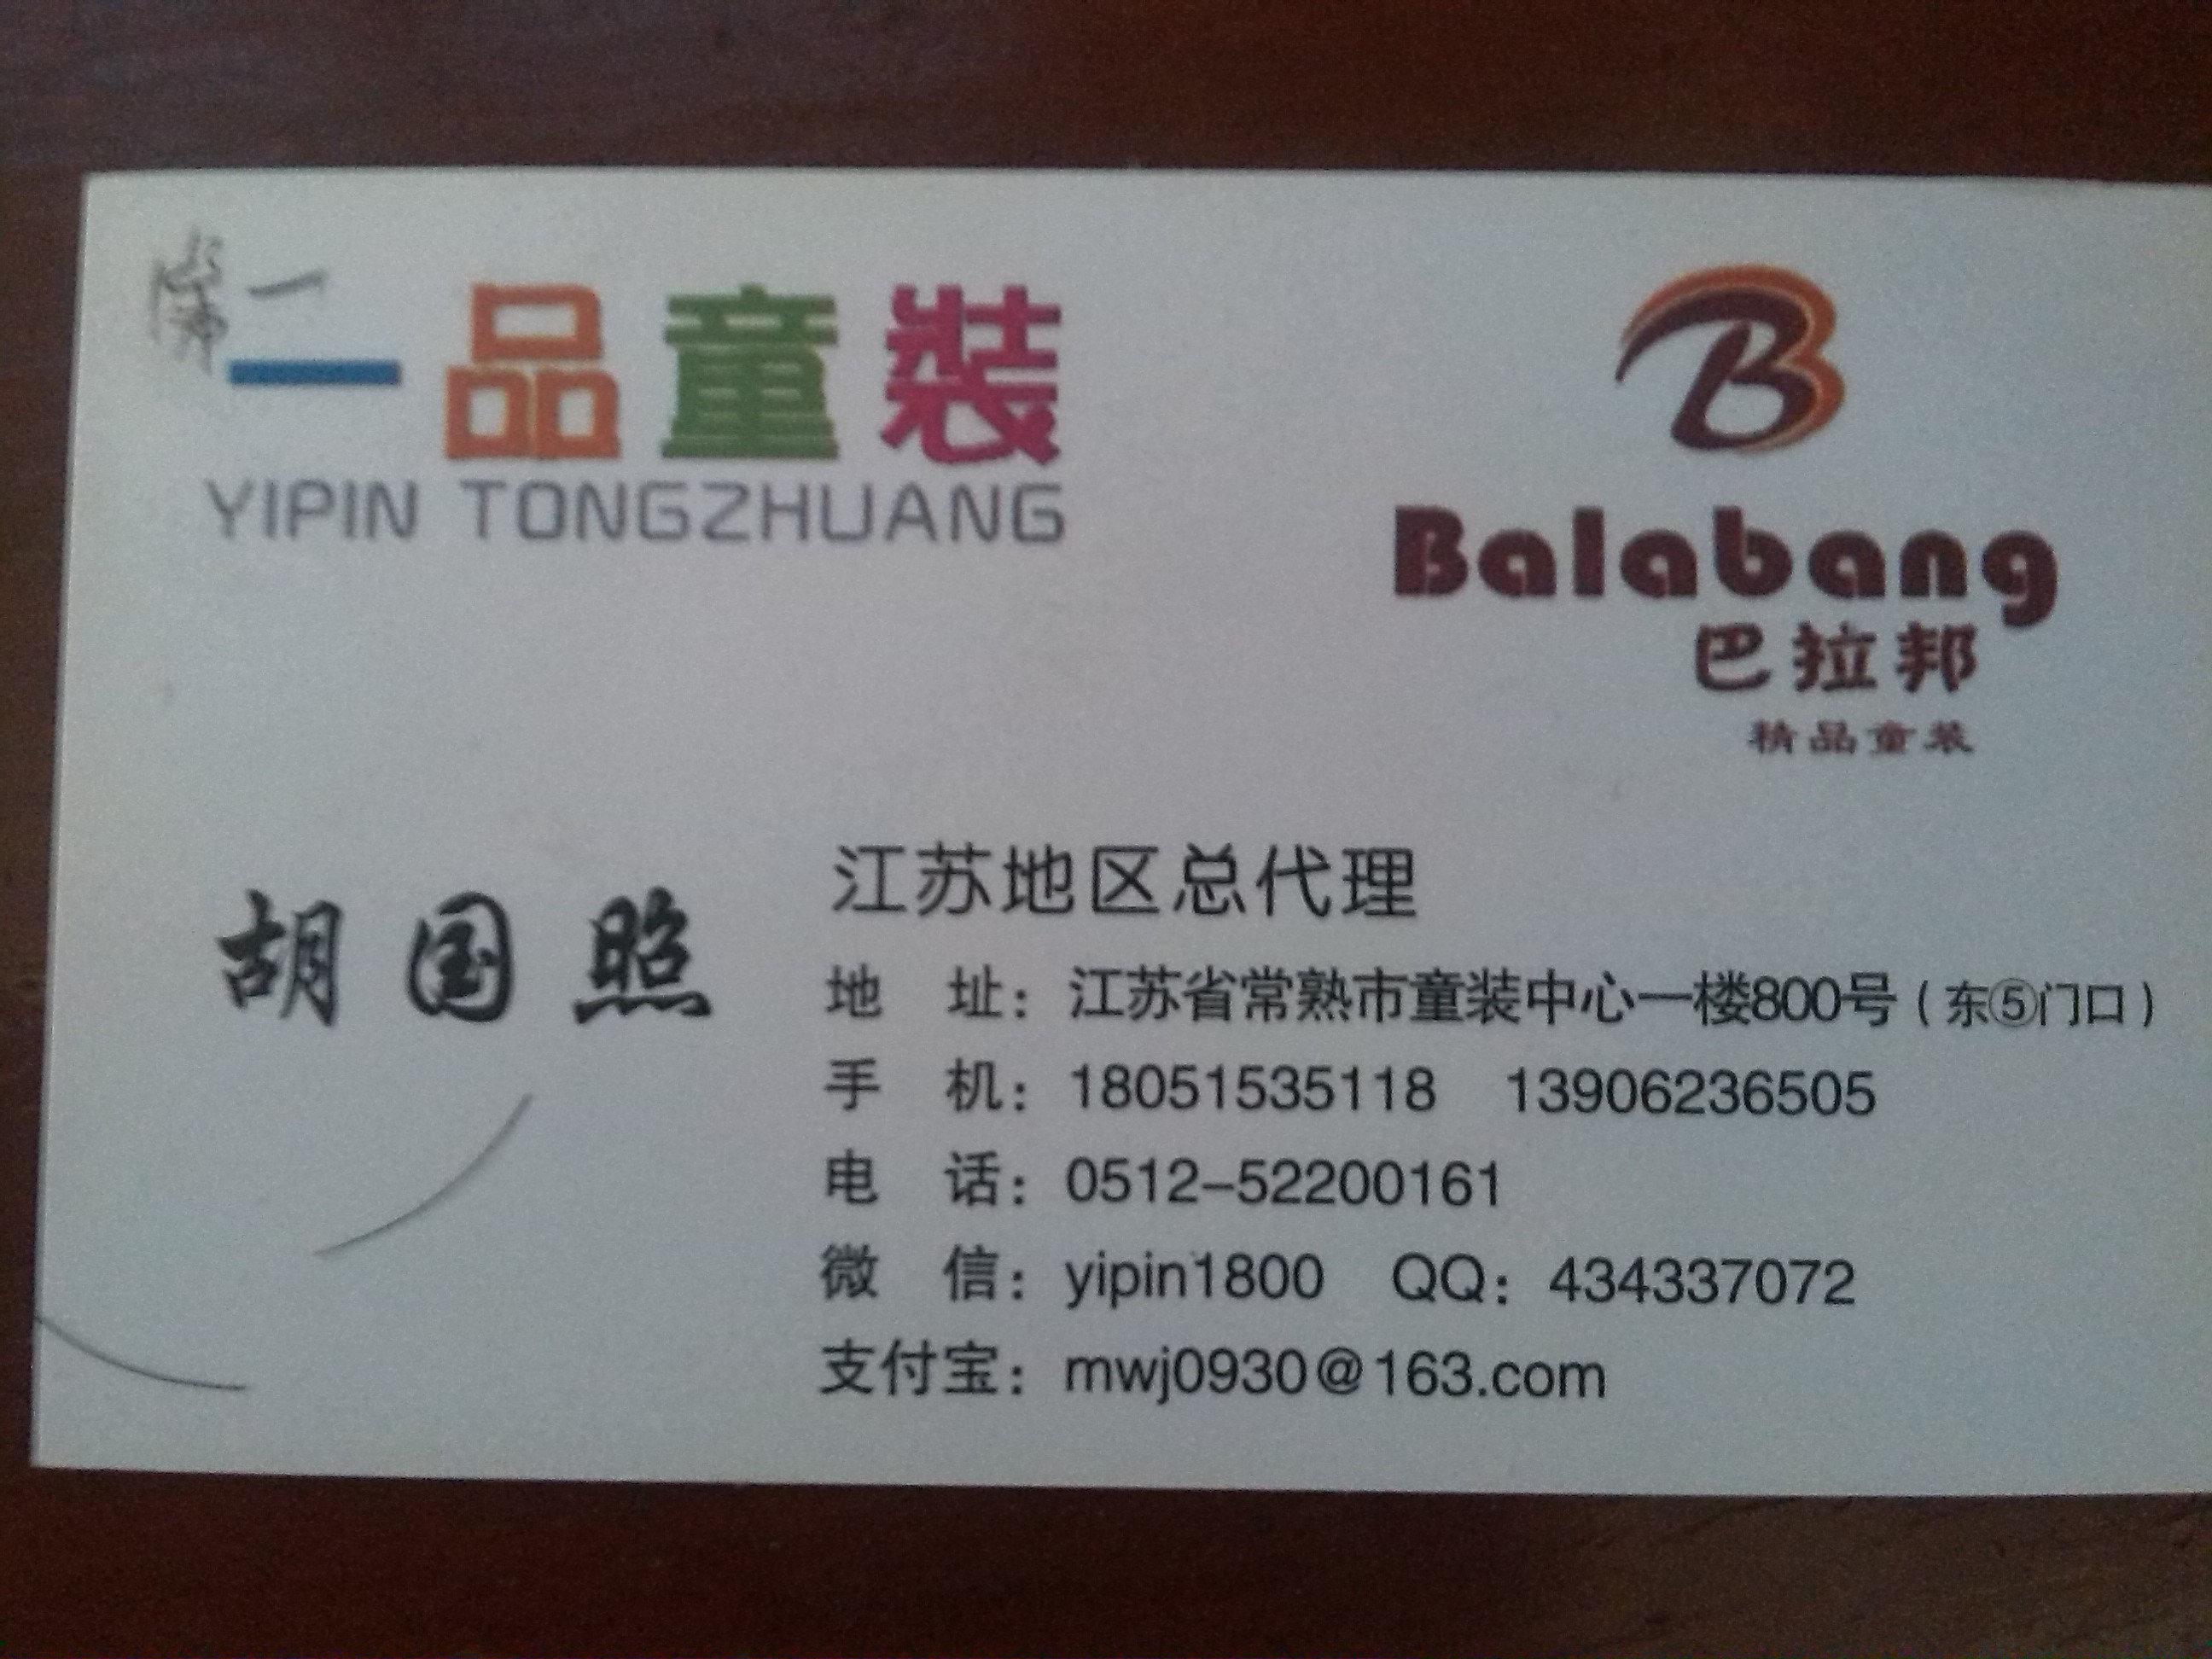 一品童装
YIPIN TONGZHUANG
Balabang
巴拉邦
精品童装
胡国照
江苏地区总代理
地 址：江苏省常熟市童装中心一楼800号（东⑤门口）
手 机：18051535118 13906236505
电 话：0512-52200161
微 信：yipin1800 QQ：434337072
支付宝：mwj0930@163.com